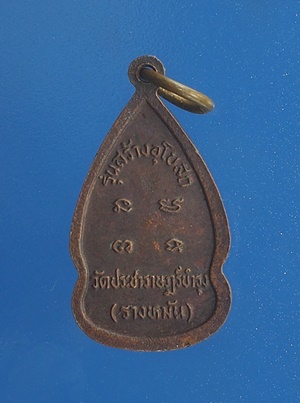 รุ่นสร้างอุโบสถ
วัดประชาราษฎร์บำรุง
(รางหมัน)